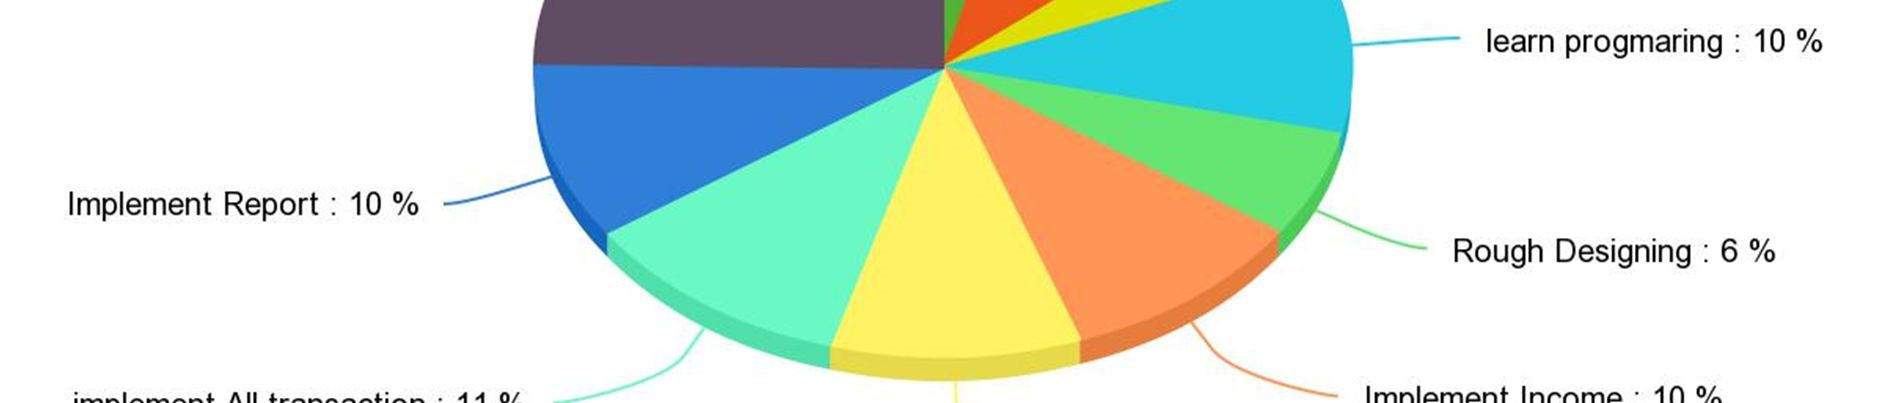 learn progmaring : 10 %
Implement Report : 10 %
Rough Designing : 6 %
implement All transaction : 11 %
Implement Income : 10 %